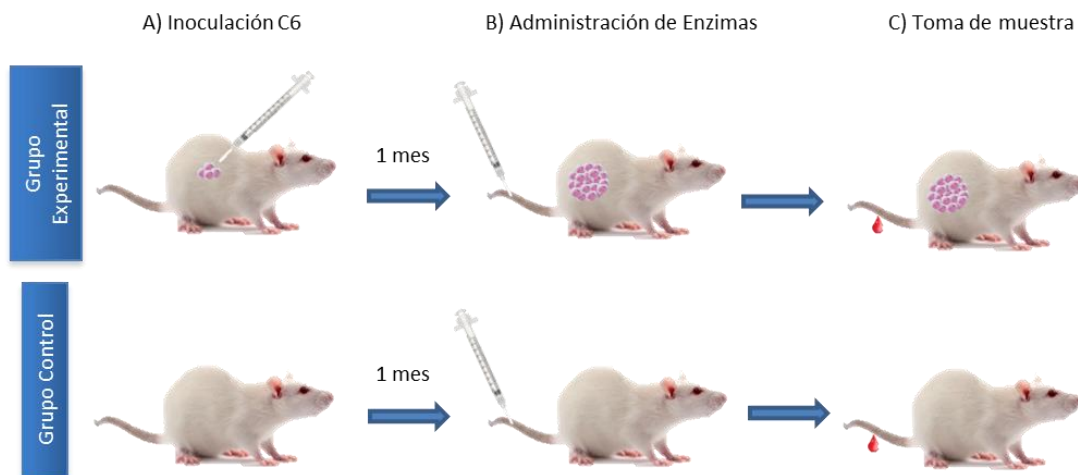 A) Inoculación C6
B) Administración de Enzimas
C) Toma de muestra
Grupo
Experimental
1 mes
Grupo Control
1 mes